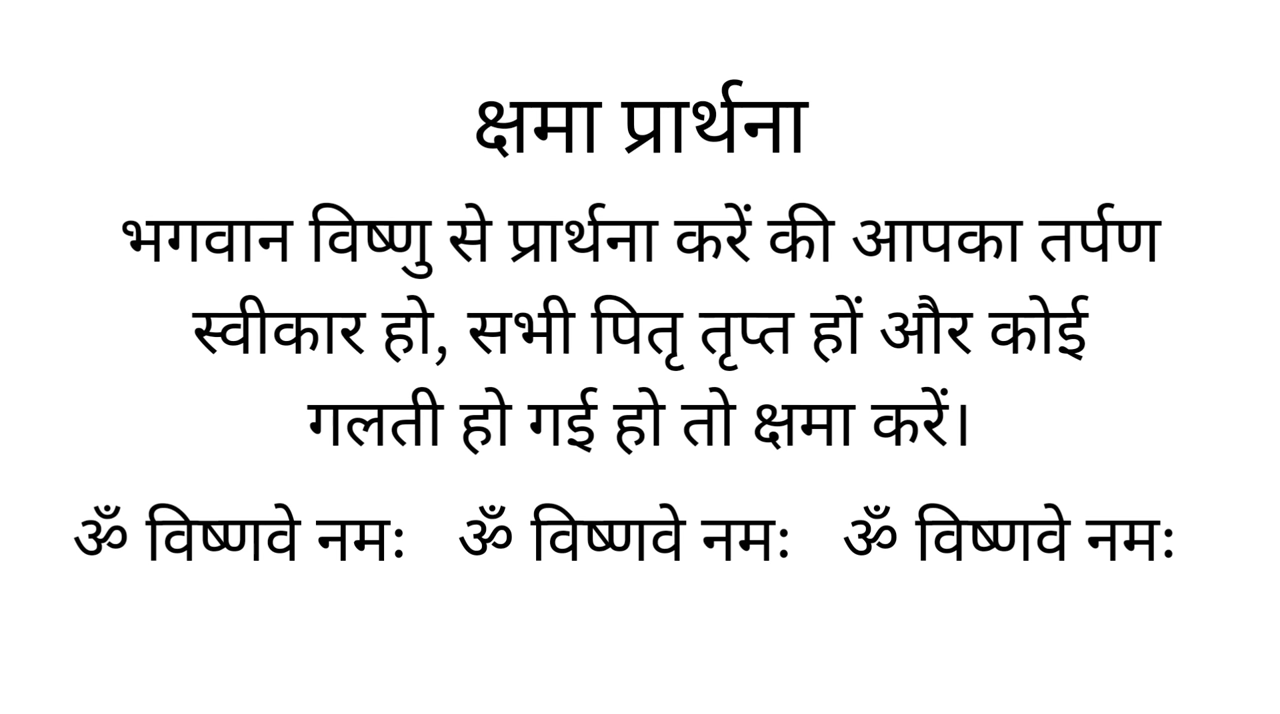 क्षमा प्रार्थना
भगवान विष्णु से प्रार्थना करें की आपका तर्पण
स्वीकार हो, सभी पितृ तृप्त हों और कोई
गलती हो गई हो तो क्षमा करें।
ॐ विष्णवे नमः ॐ विष्णवे नमः ॐ विष्णवे नमः